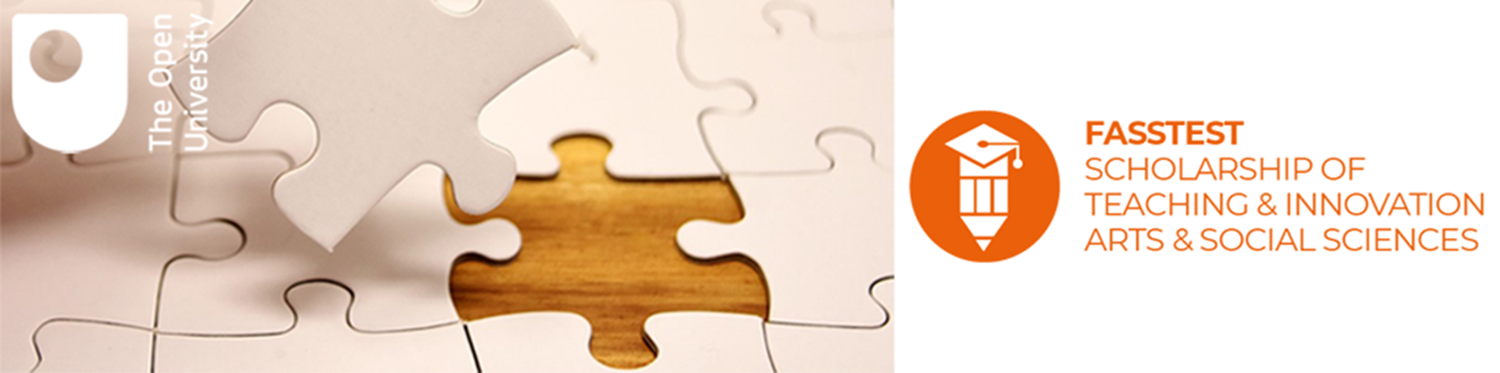 The Open
University
FASSTEST
SCHOLARSHIP OF
TEACHING & INNOVATION
ARTS & SOCIAL SCIENCES